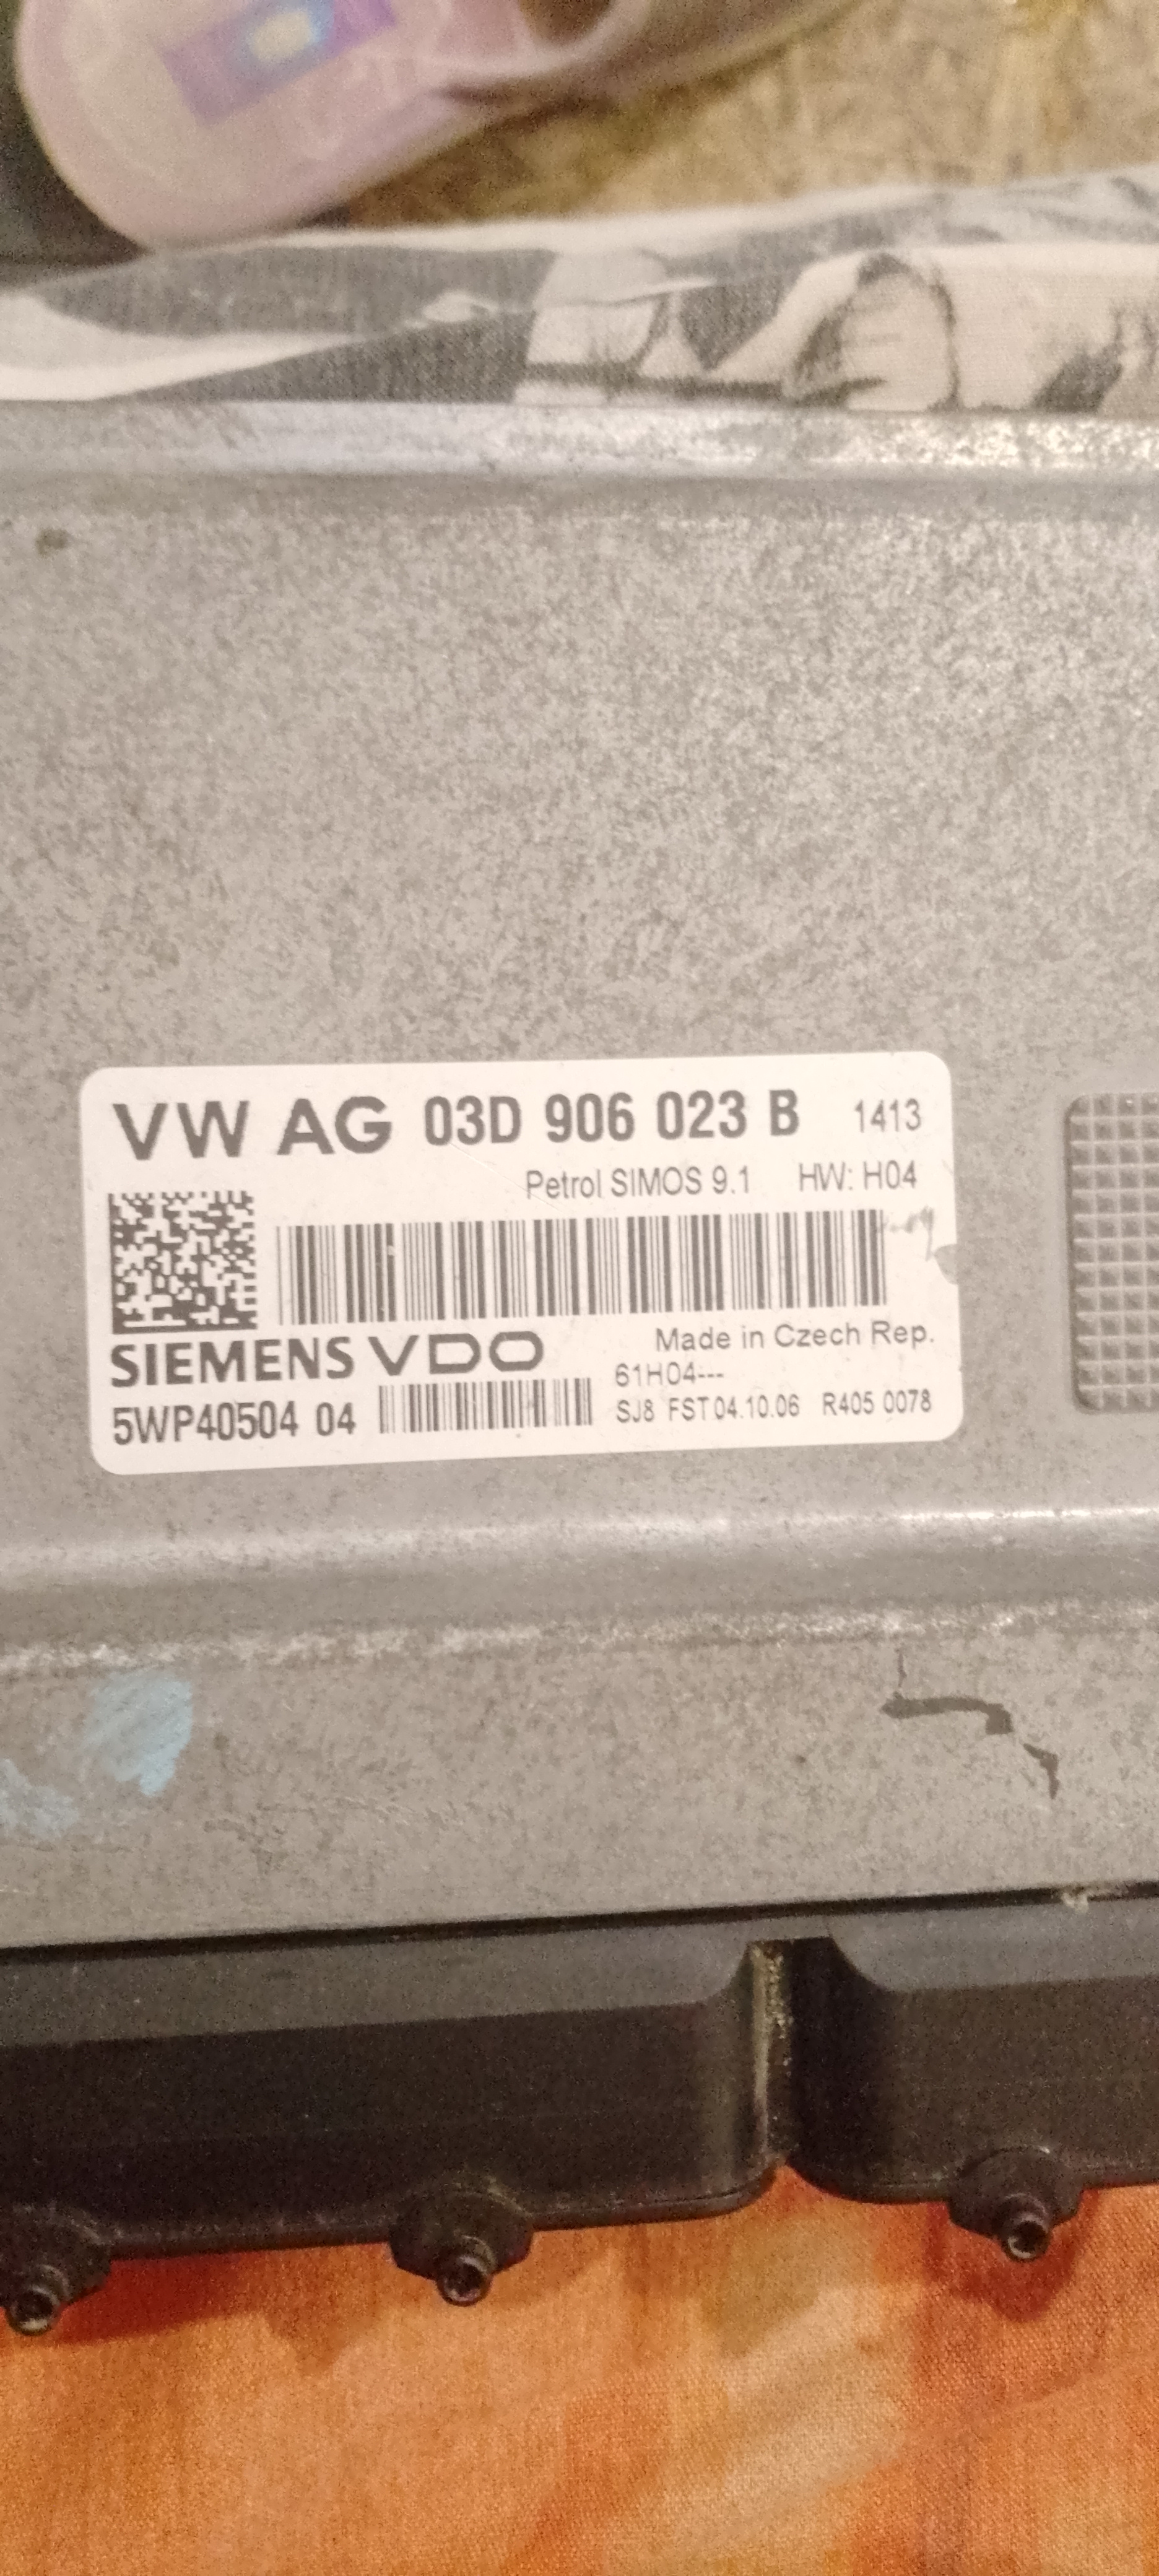 VW AG 03D 906 023 B 1413
Petrol SIMOS 9.1 HW: H04
SIEMENS VDO Made in Czech Rep.
61H04---
5WP40504 04 SJ8 FST 04.10.06 R405 0078